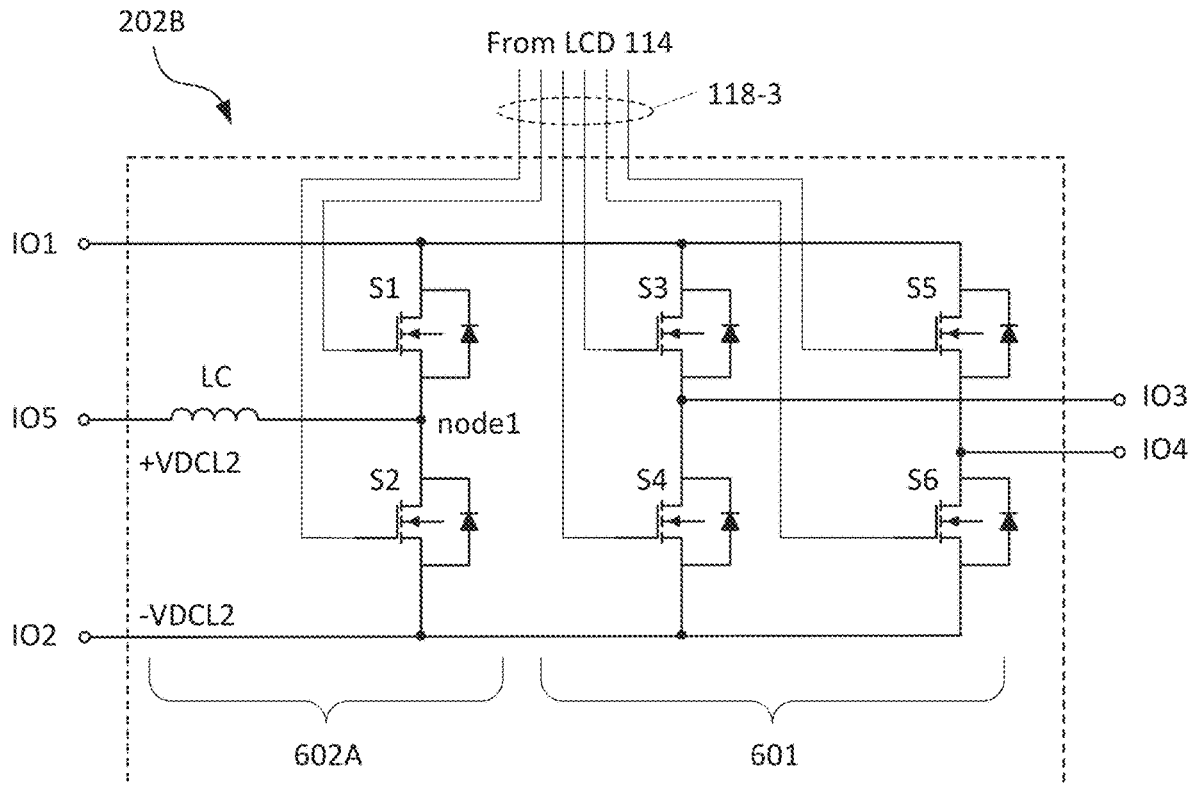 202B
From LCD 114
118-3
IO1
S1
S3
S5
LC
IO5
node1
IO3
+VDCL2
IO4
S2
S4
S6
-VDCL2
IO2
602A
601